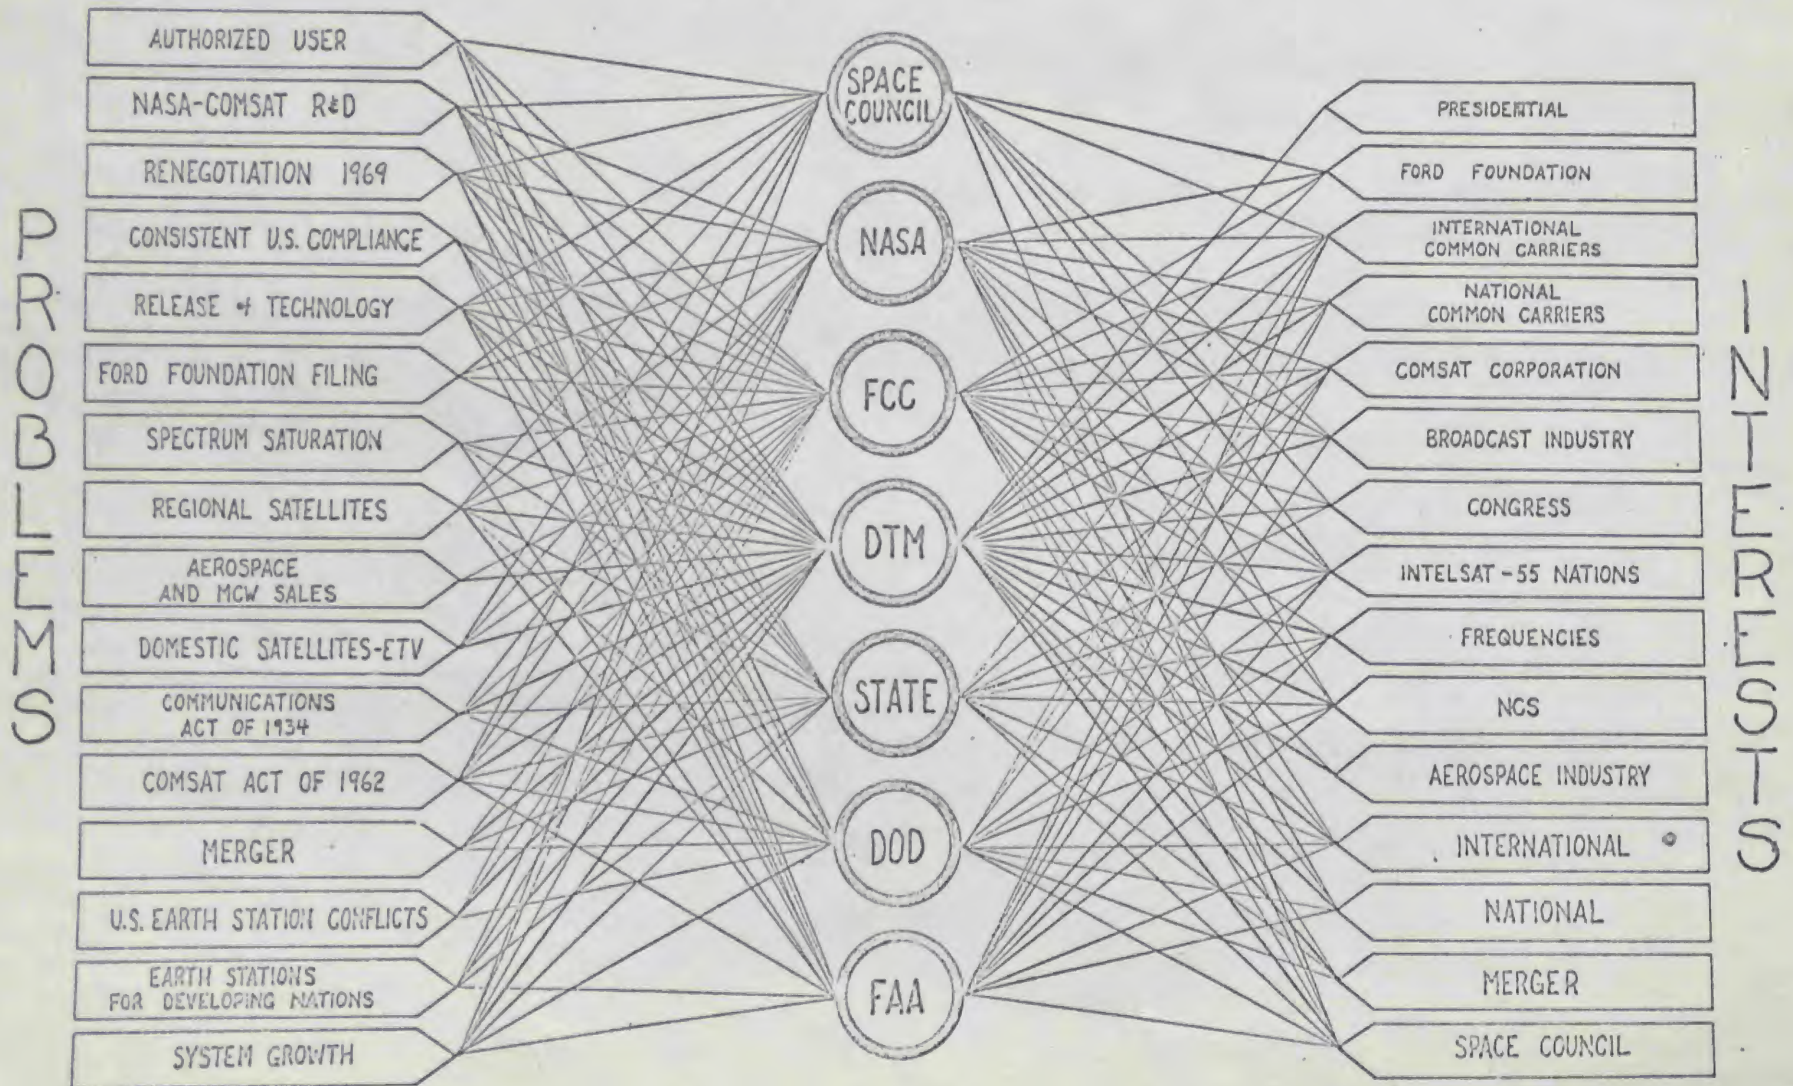 PROBLEMS
AUTHORIZED USER
NASA-COMSAT R&D
RENEGOTIATION 1969
CONSISTENT U.S. COMPLIANCE
RELEASE of TECHNOLOGY
FORD FOUNDATION FILING
SPECTRUM SATURATION
REGIONAL SATELLITES
AEROSPACE
AND MCW SALES
DOMESTIC SATELLITES-ETV
COMMUNICATIONS
ACT OF 1934
COMSAT ACT OF 1962
MERGER
U.S. EARTH STATION CONFLICTS
EARTH STATIONS
FOR DEVELOPING NATIONS
SYSTEM GROWTH
SPACE
COUNCIL
NASA
FCC
DTM
STATE
DOD
FAA
PRESIDENTIAL
FORD FOUNDATION
INTERNATIONAL
COMMON CARRIERS
NATIONAL
COMMON CARRIERS
COMSAT CORPORATION
BROADCAST INDUSTRY
CONGRESS
INTELSAT-55 NATIONS
FREQUENCIES
NCS
AEROSPACE INDUSTRY
INTERNATIONAL
NATIONAL
MERGER
SPACE COUNCIL
INTERESTS